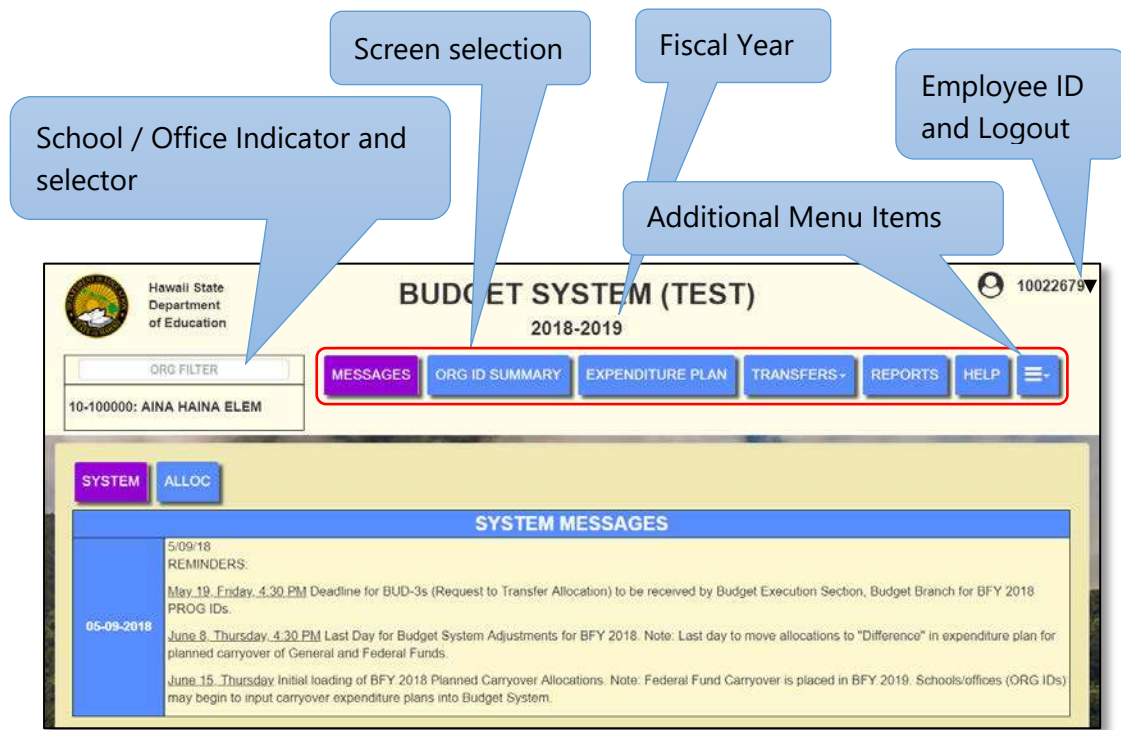 Screen selection
Fiscal Year
Employee ID
and Logout
School / Office Indicator and
selector
Additional Menu Items
Hawaii State
Department
of Education
BUDGET SYSTEM (TEST)
2018-2019
10022679
ORG FILTER
10-100000: AINA HAINA ELEM
MESSAGES
ORG ID SUMMARY
EXPENDITURE PLAN
TRANSFERS
REPORTS
HELP
SYSTEM
ALLOC
SYSTEM MESSAGES
05-09-2018
5/09/18
REMINDERS:
May 19, Friday, 4:30 PM Deadline for BUD-3s (Request to Transfer Allocation) to be received by Budget Execution Section, Budget Branch for BFY 2018
PROG IDs.
June 8, Thursday, 4:30 PM Last Day for Budget System Adjustments for BFY 2018. Note: Last day to move allocations to "Difference" in expenditure plan for
planned carryover of General and Federal Funds.
June 15, Thursday Initial loading of BFY 2018 Planned Carryover Allocations. Note: Federal Fund Carryover is placed in BFY 2019. Schools/offices (ORG IDs)
may begin to input carryover expenditure plans into Budget System.